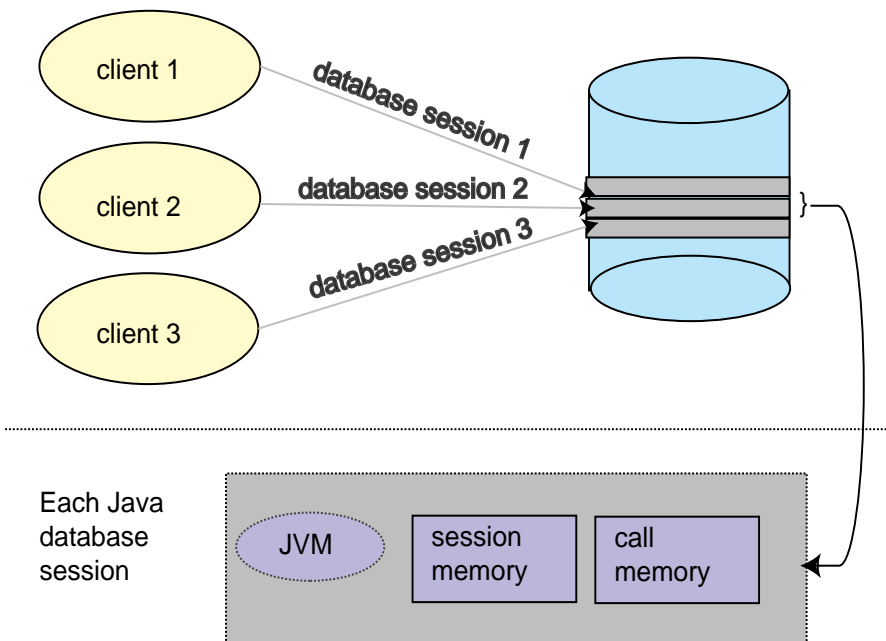 client 1
database session 1
client 2
database session 2
}
database session 3
client 3
Each Java
database
session
JVM
session
memory
call
memory